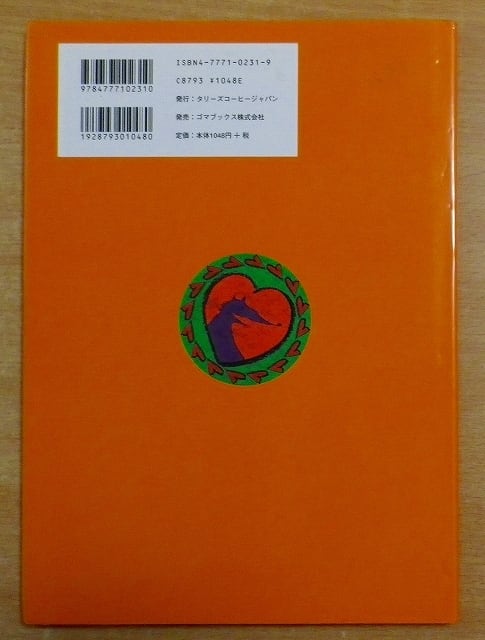 ISBN4-7771-0231-9
C8793 ¥1048E
発行：タリーズコーヒージャパン
発売：ゴマブックス株式会社
定価：本体1048円＋税
9784777102310
1928793010480